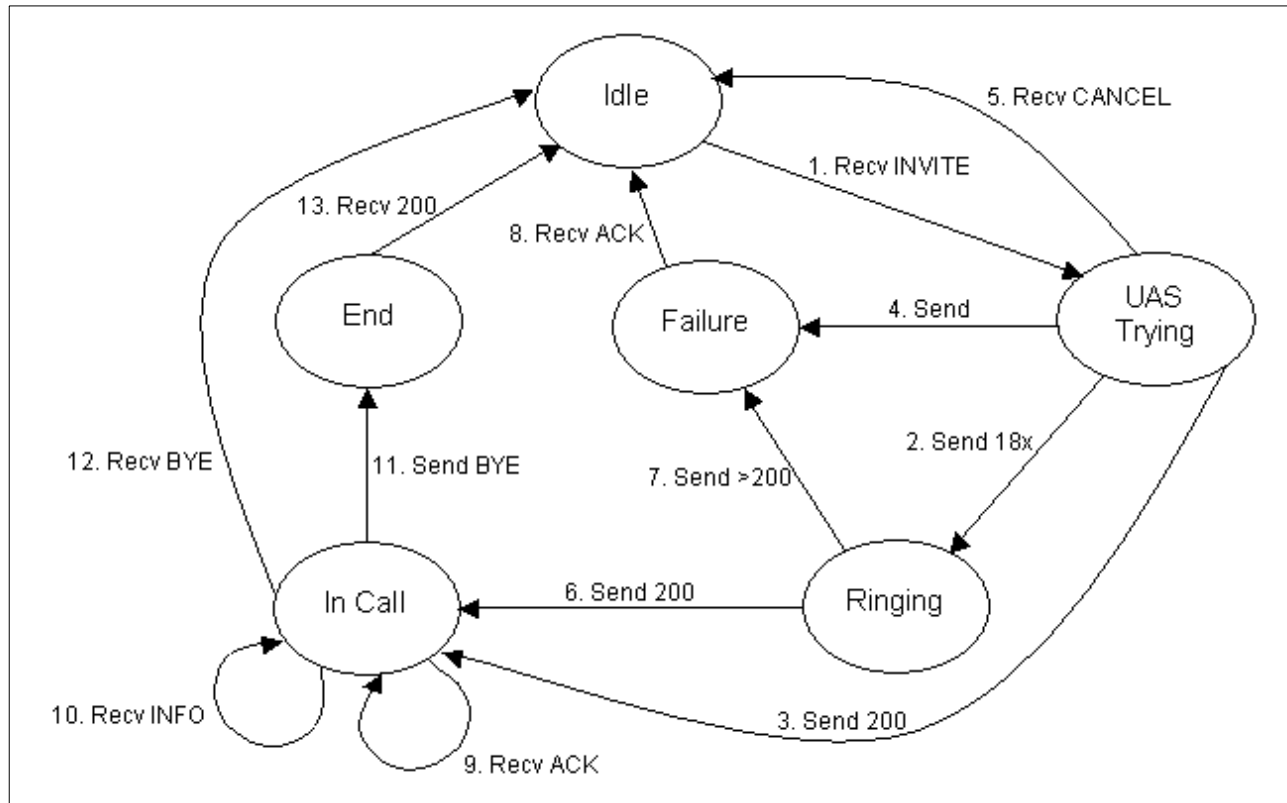 Idle
5. Recv CANCEL
1. Recv INVITE
13. Recv 200
8. Recv ACK
End
Failure
4. Send
UAS
Trying
2. Send 18x
12. Recv BYE
11. Send BYE
7. Send >200
In Call
6. Send 200
Ringing
10. Recv INFO
3. Send 200
9. Recv ACK